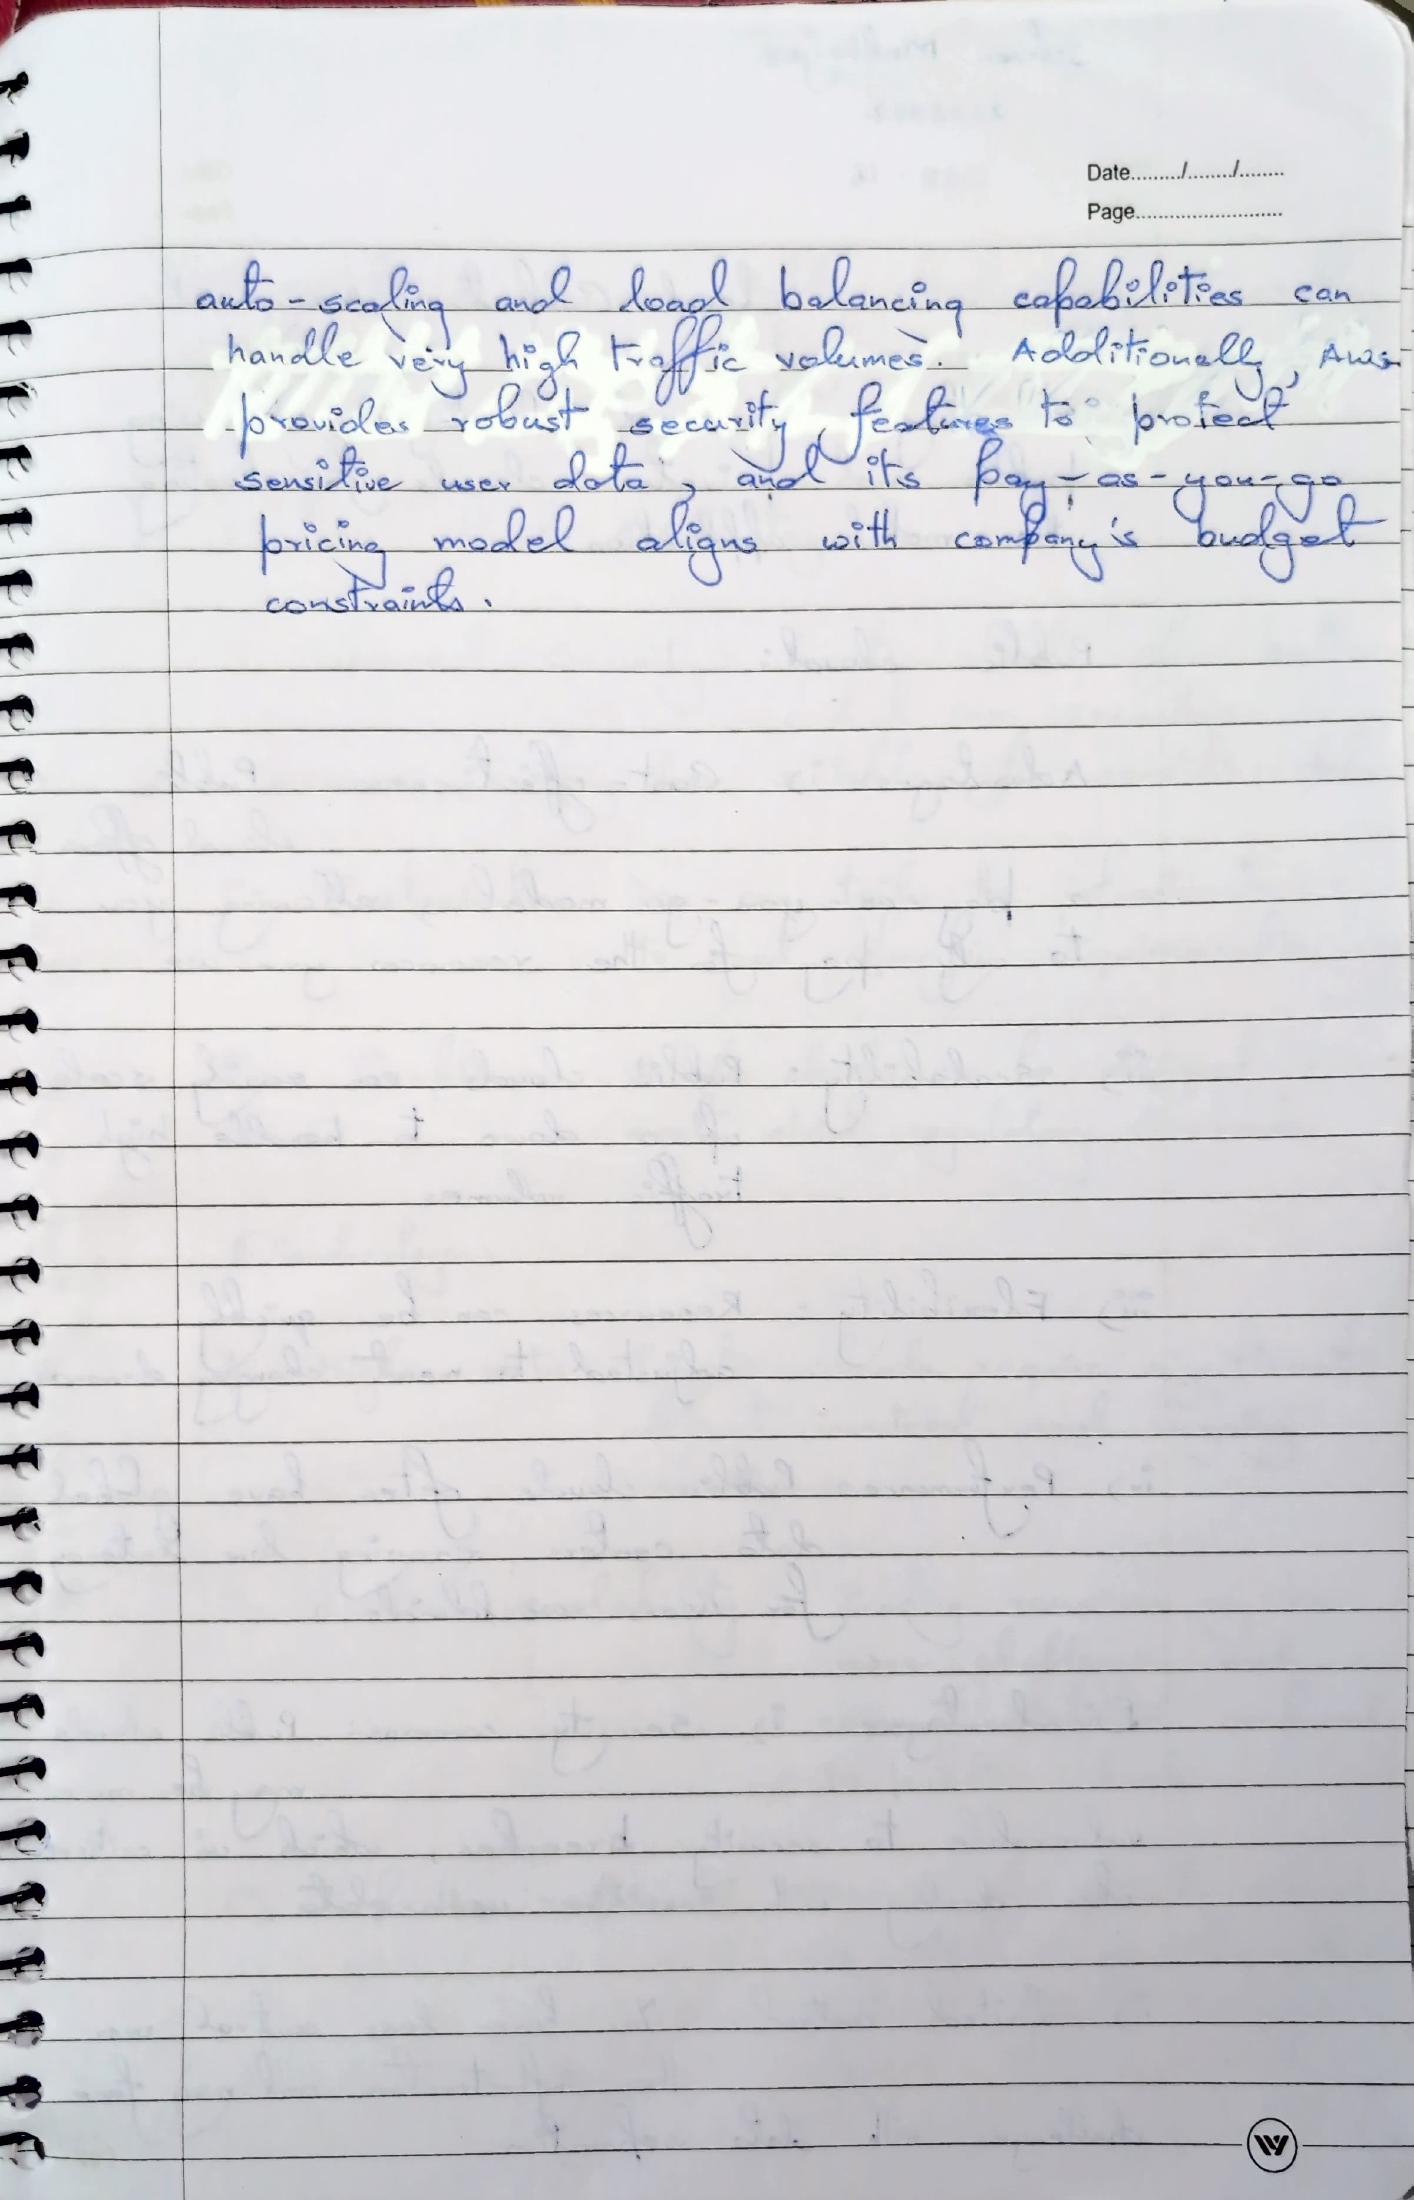 Date........./........./.........
Page............................
auto-scaling and load balancing capabilities can
handle very high traffic volumes. Additionally, AWS
provides robust security features to protect
sensitive user data, and its pay-as-you-go
pricing model aligns with company's budget
constraints.